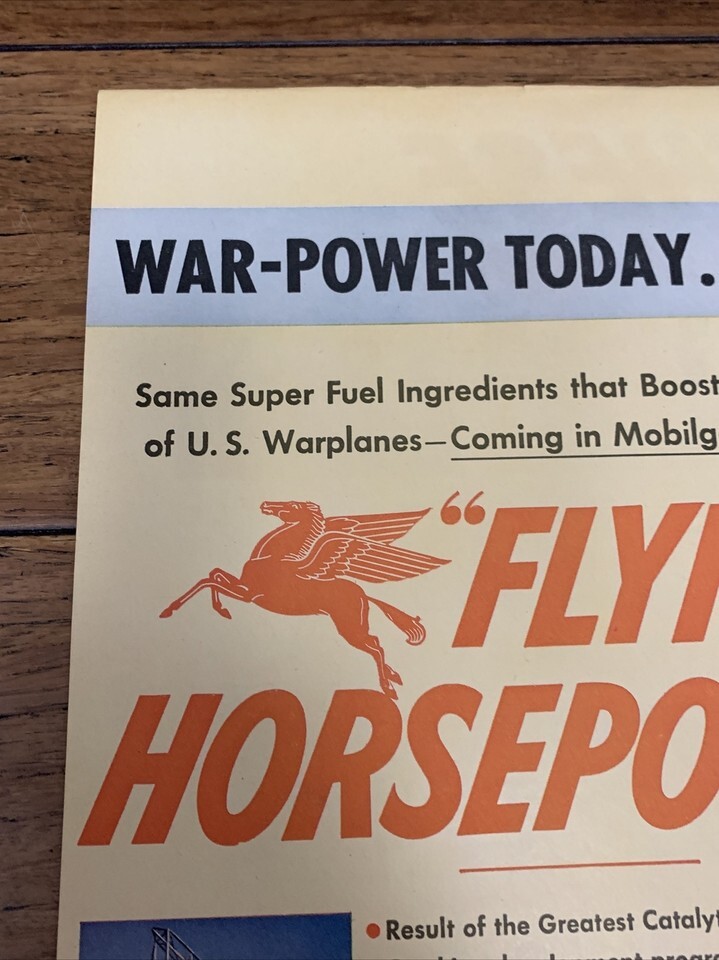 WAR-POWER TODAY.
Same Super Fuel Ingredients that Boost
of U.S. Warplanes—Coming in Mobilg
“FLYI
HORSEPO
• Result of the Greatest Catalyt